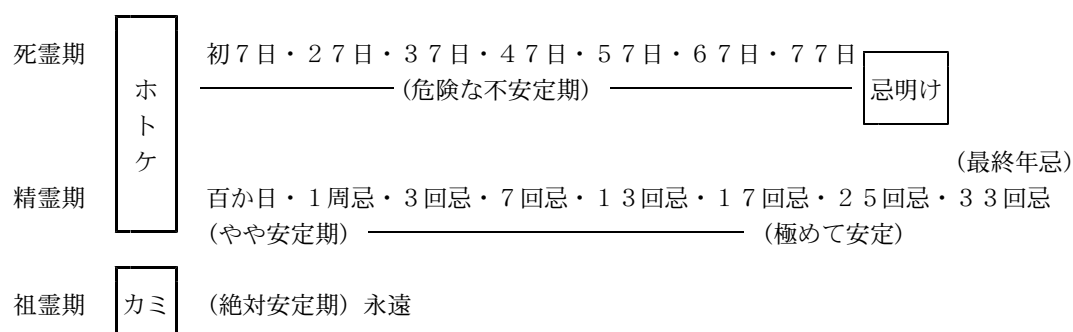 死霊期 初７日・２７日・３７日・４７日・５７日・６７日・７７日
ホトケ
(危険な不安定期)
忌明け
(最終年忌)
精霊期 百か日・１周忌・３回忌・７回忌・１３回忌・１７回忌・２５回忌・３３回忌
(やや安定期) (極めて安定)
祖霊期 カミ (絶対安定期) 永遠